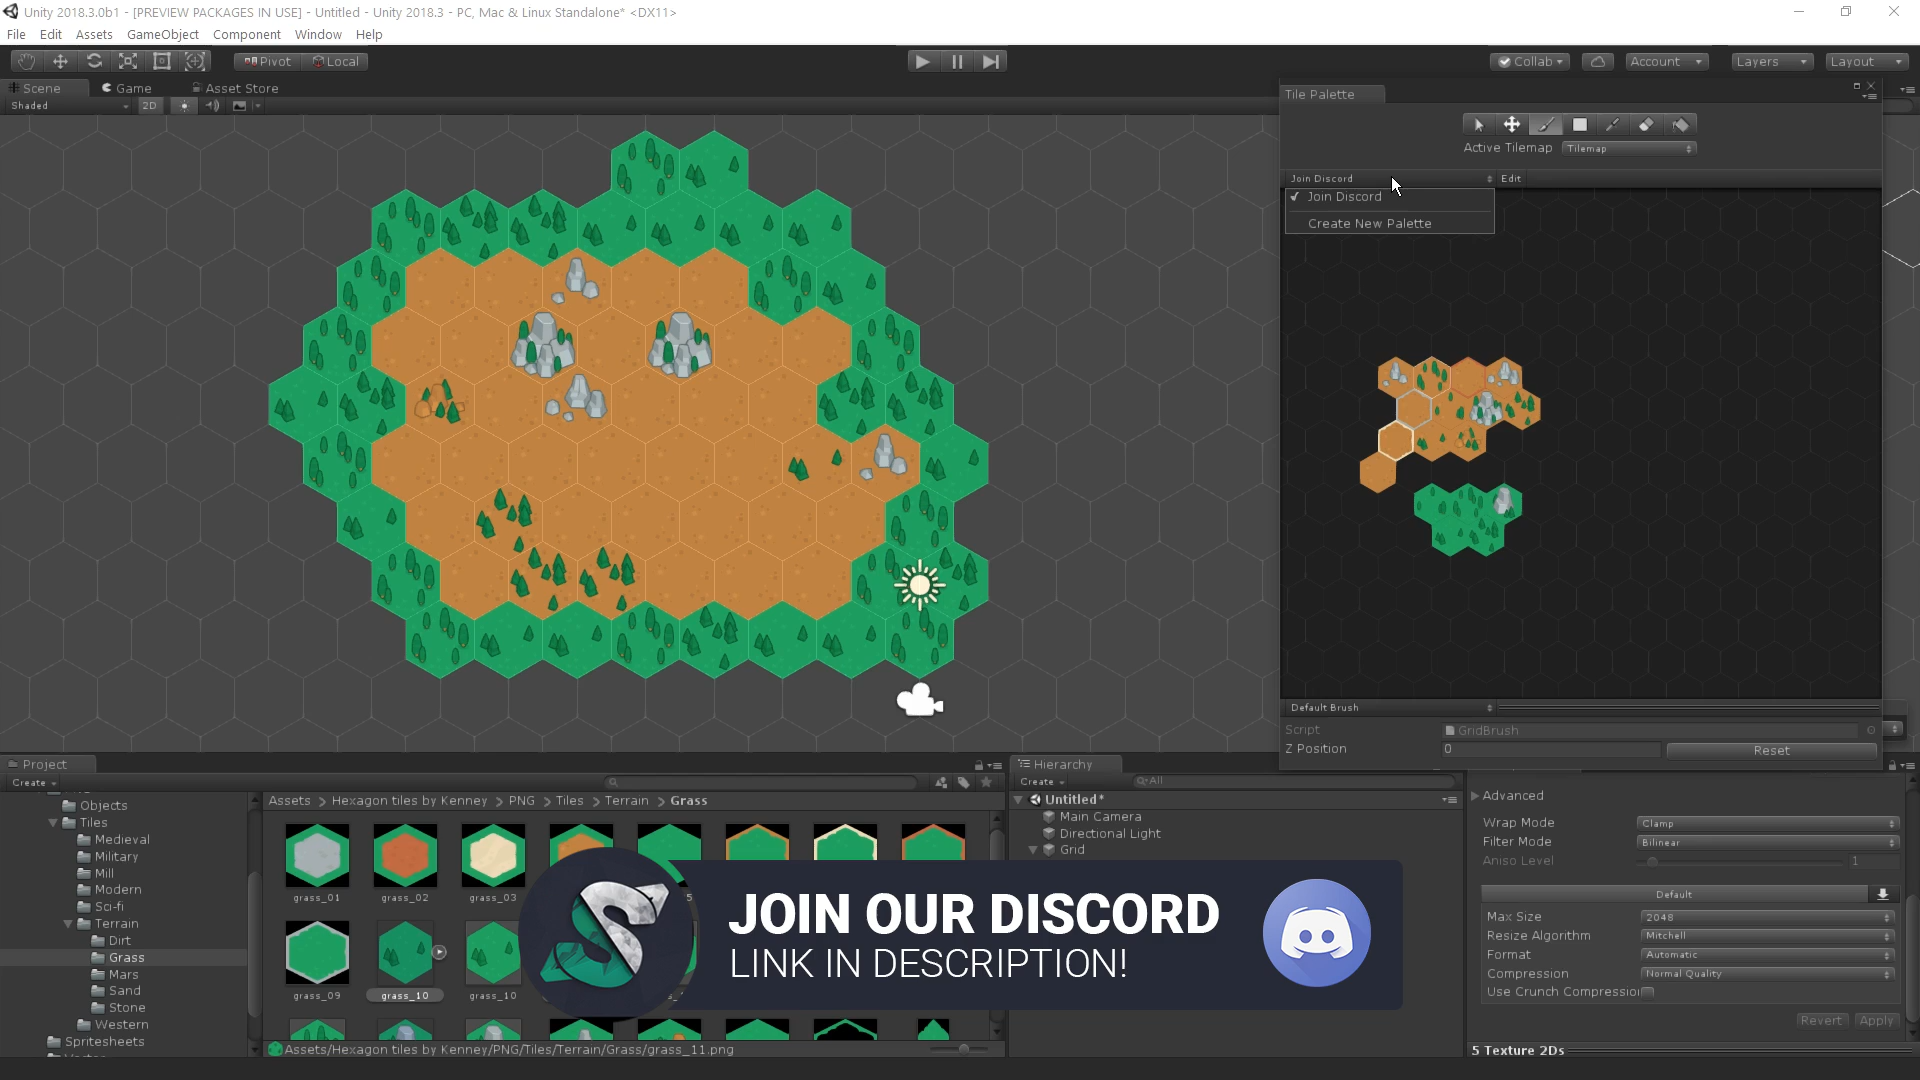 Unity 2018.3.0b1 - [PREVIEW PACKAGES IN USE] - Untitled - Unity 2018.3 - PC, Mac & Linux Standalone* <DX11>
File Edit Assets GameObject Component Window Help
Pivot Local
Collab Account Layers Layout
Scene Game Asset Store
Shaded 2D
Tile Palette
Active Tilemap Tilemap
Join Discord Edit
Join Discord
Create New Palette
Default Brush
Script GridBrush
Z Position 0 Reset
Project
Create
Objects
Tiles
Medieval
Military
Mill
Modern
Sci-fi
Terrain
Dirt
Grass
Mars
Sand
Stone
Western
Spritesheets
Assets > Hexagon tiles by Kenney > PNG > Tiles > Terrain > Grass
grass_01 grass_02 grass_03
grass_09 grass_10 grass_10
Assets/Hexagon tiles by Kenney/PNG/Tiles/Terrain/Grass/grass_11.png
Hierarchy
Create All
Untitled*
Main Camera
Directional Light
Grid
JOIN OUR DISCORD
LINK IN DESCRIPTION!
Advanced
Wrap Mode Clamp
Filter Mode Bilinear
Aniso Level 1
Default
Max Size 2048
Resize Algorithm Mitchell
Format Automatic
Compression Normal Quality
Use Crunch Compressio
Revert Apply
5 Texture 2Ds